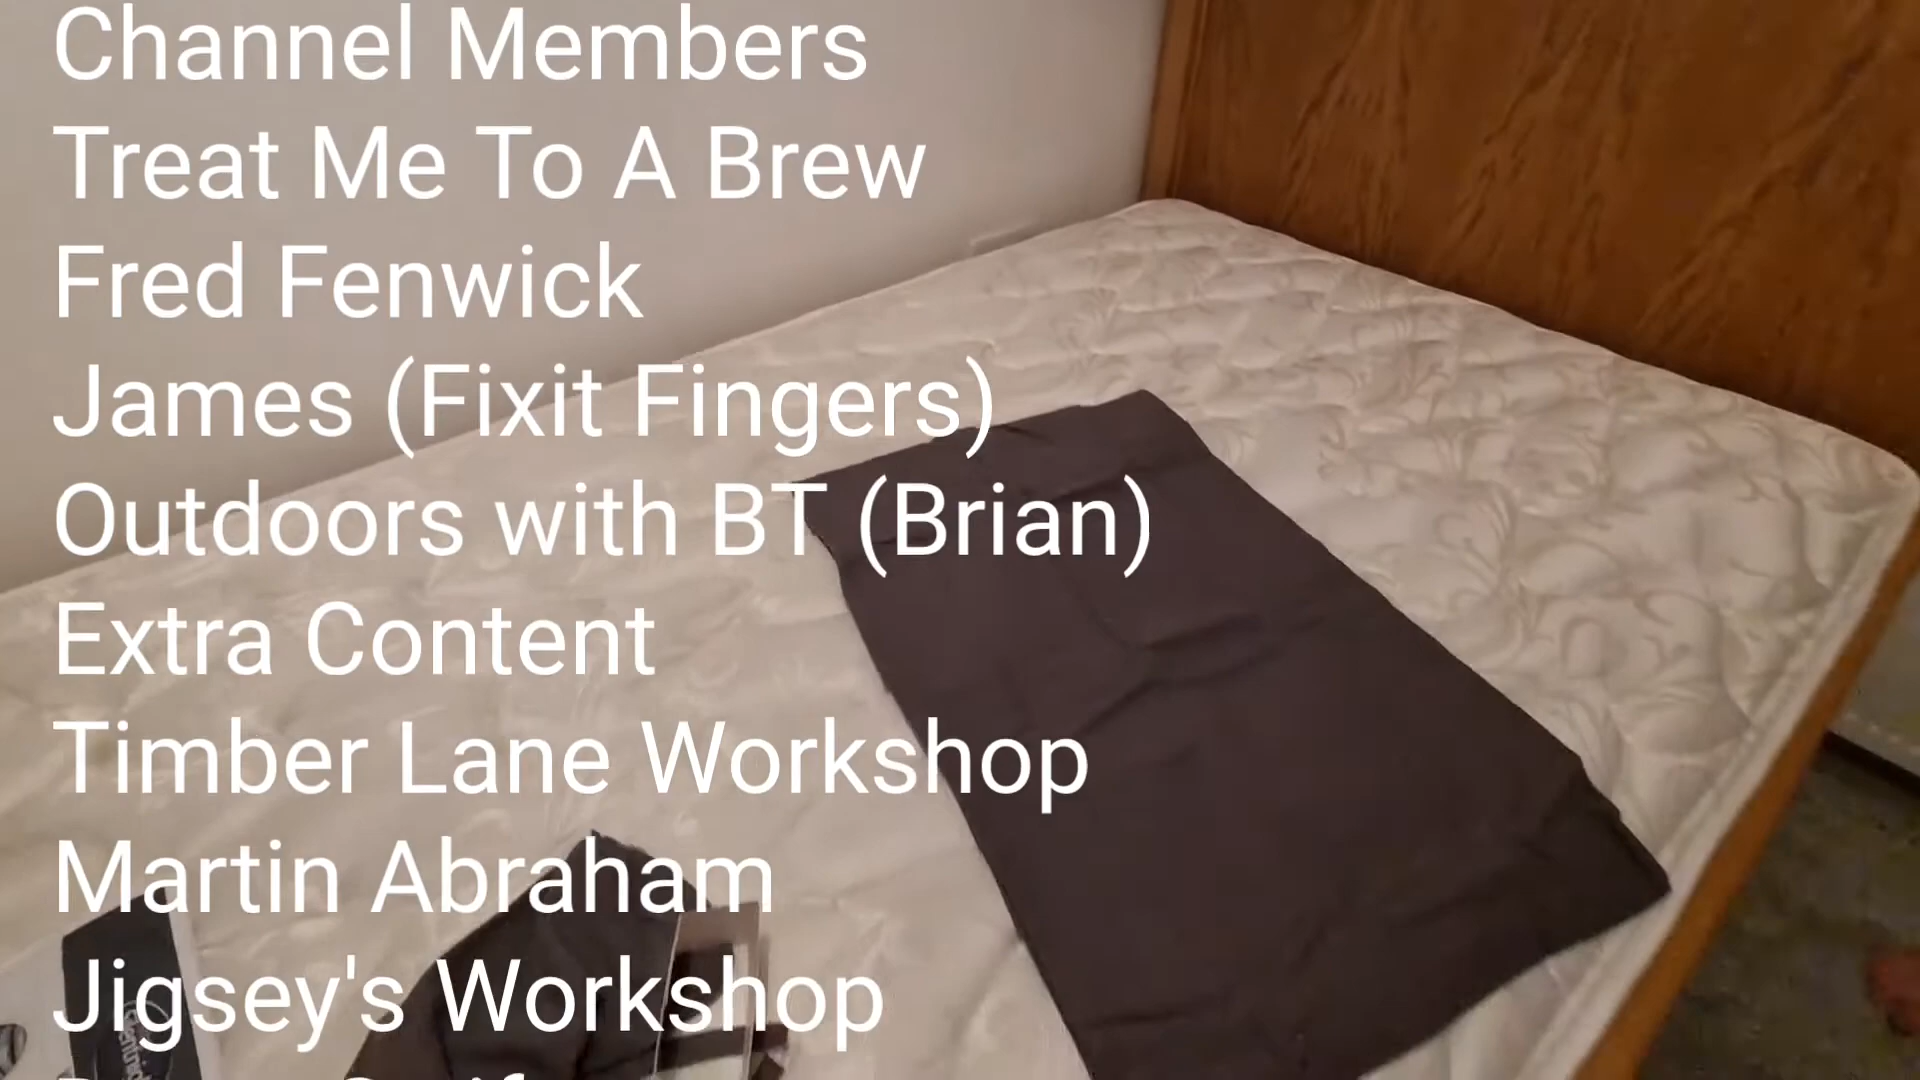 Channel Members
Treat Me To A Brew
Fred Fenwick
James (Fixit Fingers)
Outdoors with BT (Brian)
Extra Content
Timber Lane Workshop
Martin Abraham
Jigsey's Workshop